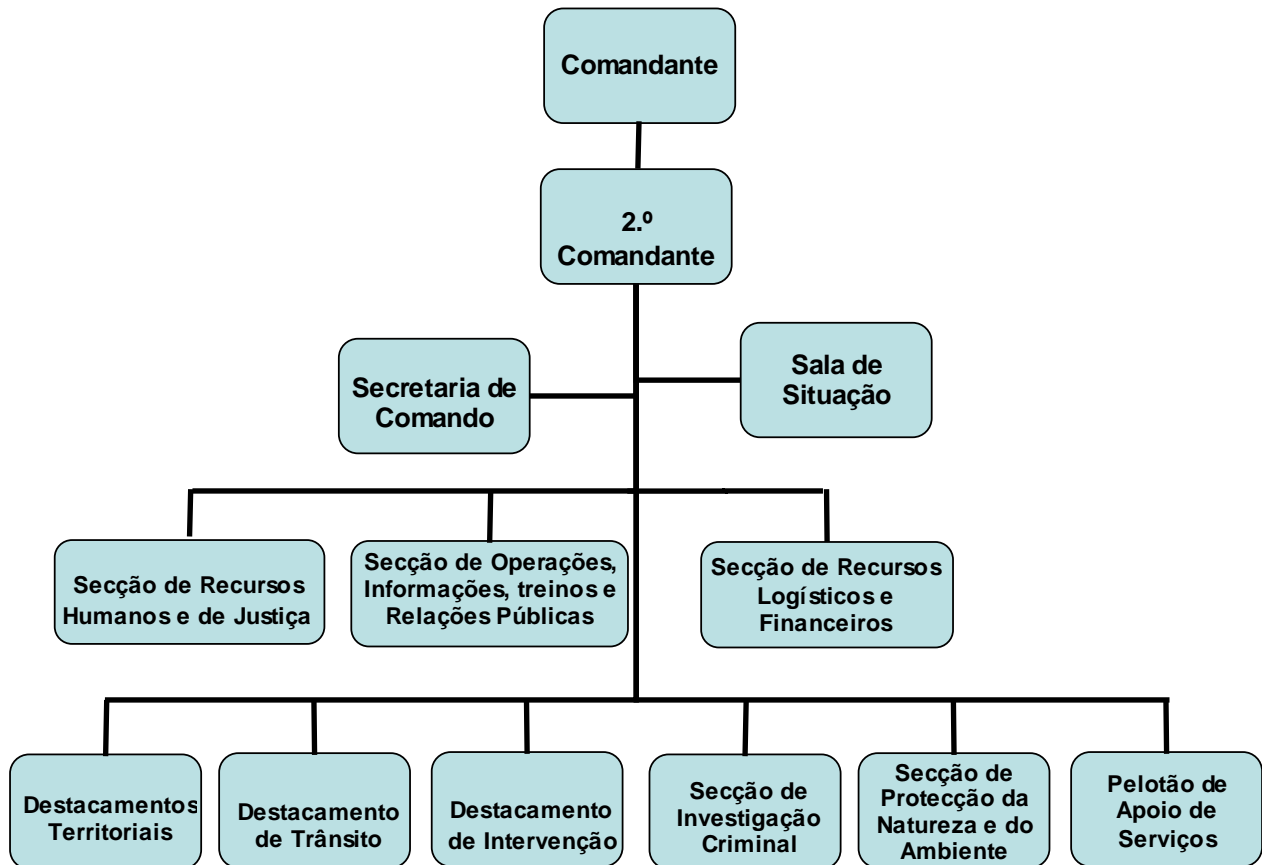 Comandante
2.º
Comandante
Secretaria de
Comando
Sala de
Situação
Secção de Recursos
Humanos e de Justiça
Secção de Operações,
Informações, treinos e
Relações Públicas
Secção de Recursos
Logísticos e
Financeiros
Destacamentos
Territoriais
Destacamento
de Trânsito
Destacamento
de Intervenção
Secção de
Investigação
Criminal
Secção de
Protecção da
Natureza e do
Ambiente
Pelotão de
Apoio de
Serviços